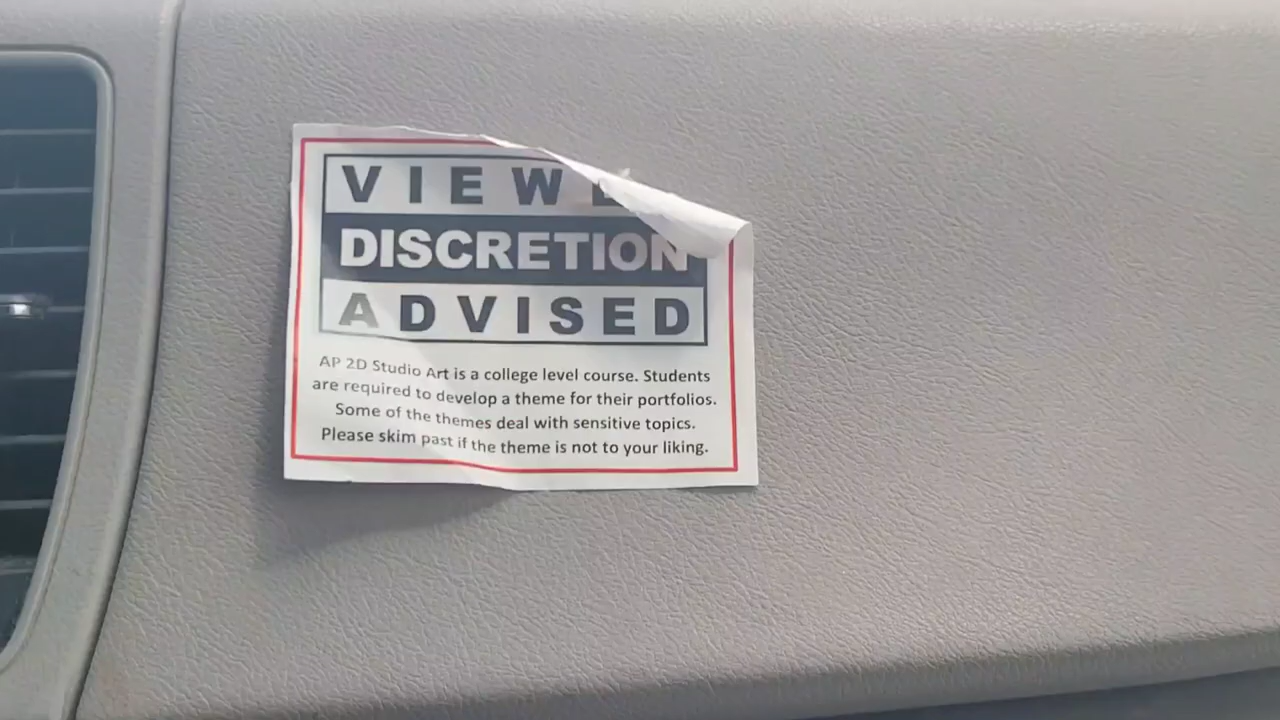 VIEWE
DISCRETION
ADVISED
AP 2D Studio Art is a college level course. Students
are required to develop a theme for their portfolios.
Some of the themes deal with sensitive topics.
Please skim past if the theme is not to your liking.